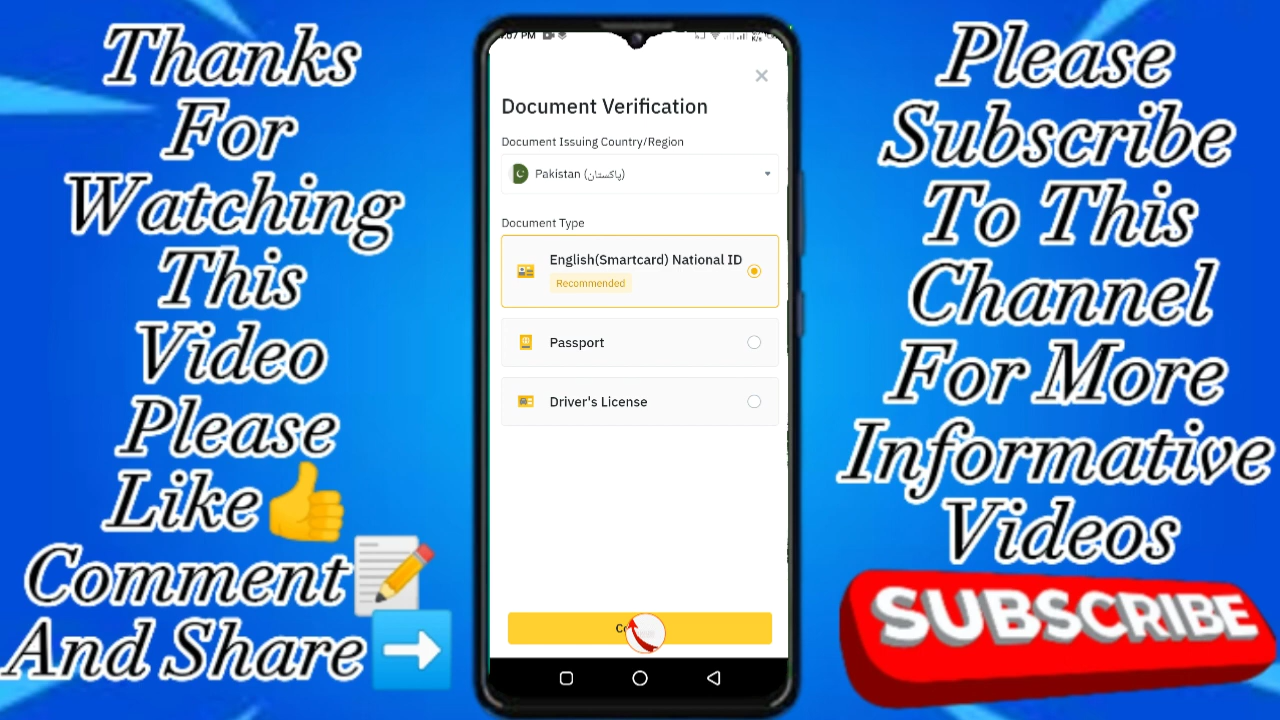 Thanks
For
Watching
This
Video
Please
Like
Comment
And Share
:07 PM
Document Verification
Document Issuing Country/Region
Pakistan (پاکستان)
Document Type
English(Smartcard) National ID
Recommended
Passport
Driver's License
Please
Subscribe
To This
Channel
For More
Informative
Videos
SUBSCRIBE